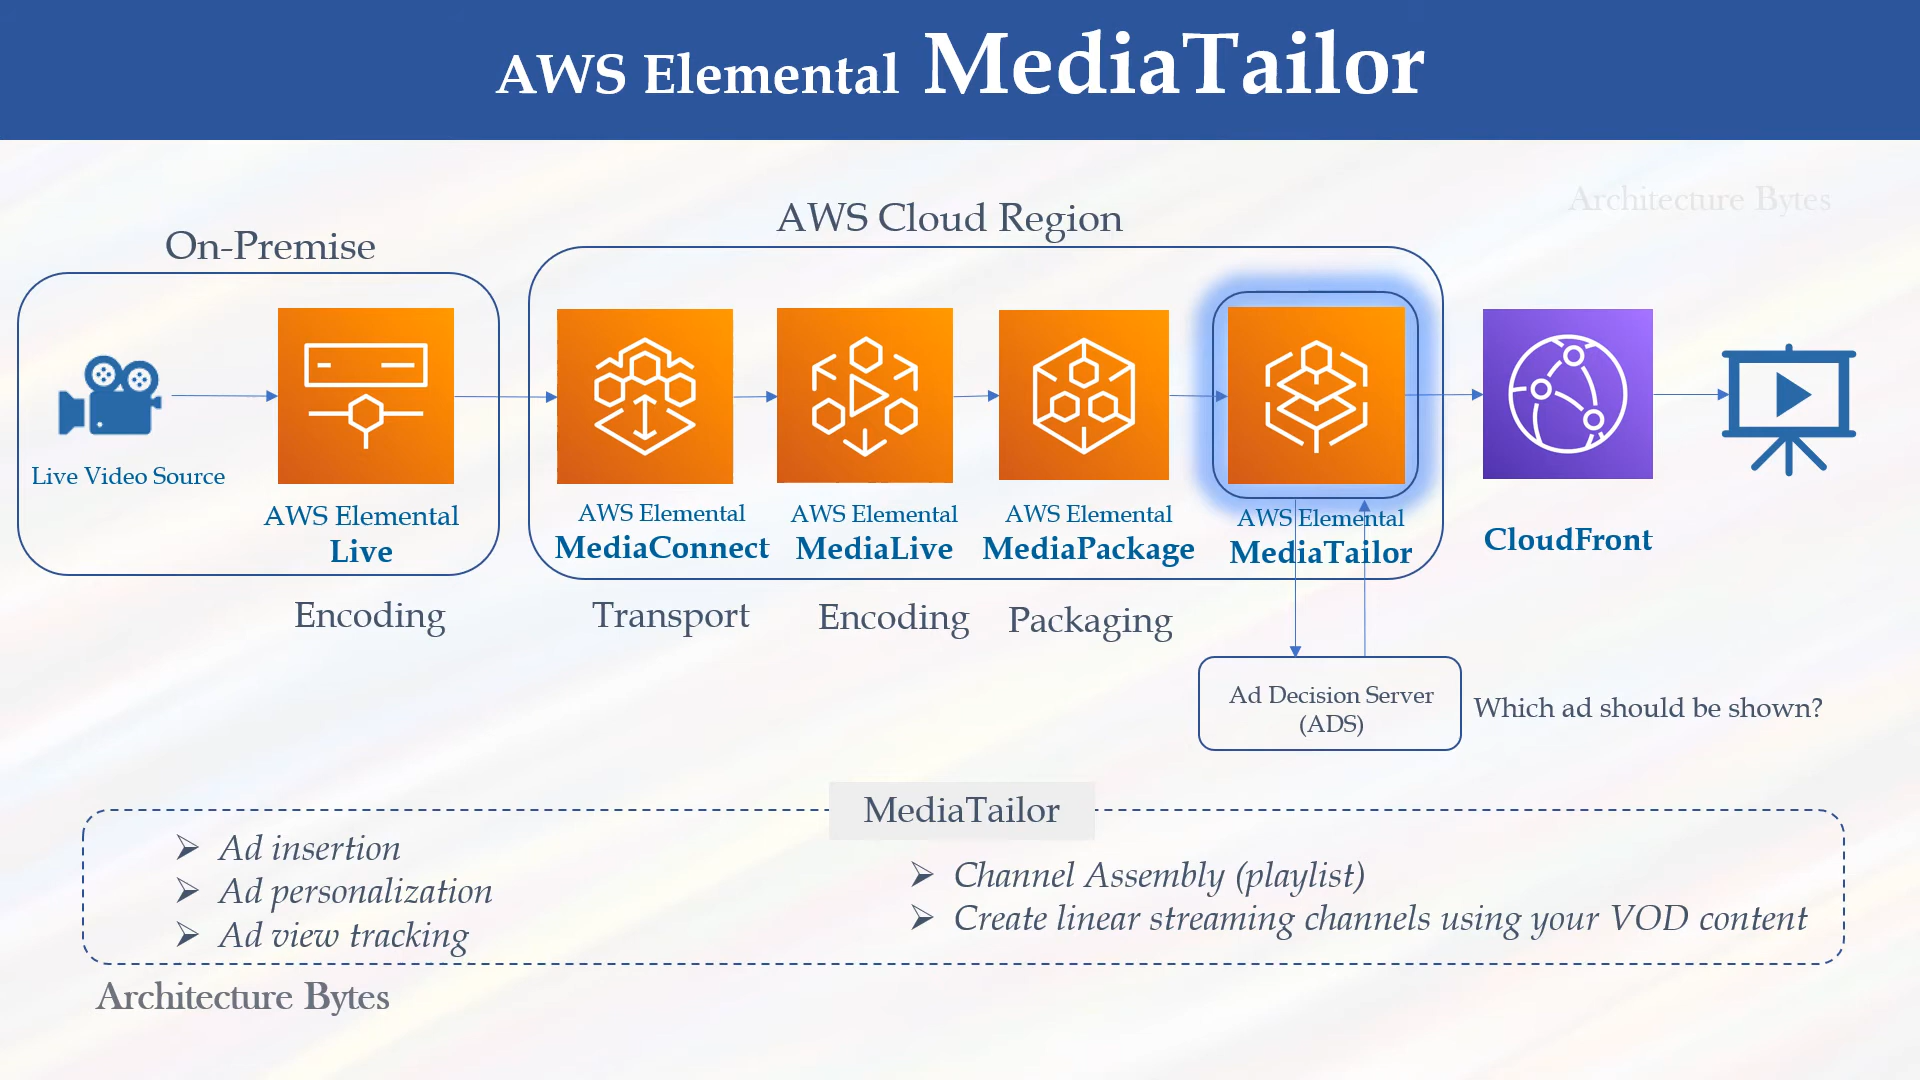 AWS Elemental MediaTailor
Architecture Bytes
AWS Cloud Region
On-Premise
Live Video Source
AWS Elemental
Live
AWS Elemental
MediaConnect
AWS Elemental
MediaLive
AWS Elemental
MediaPackage
AWS Elemental
MediaTailor
CloudFront
Encoding
Transport
Encoding
Packaging
Ad Decision Server
(ADS)
Which ad should be shown?
MediaTailor
Ad insertion
Ad personalization
Ad view tracking
Channel Assembly (playlist)
Create linear streaming channels using your VOD content
Architecture Bytes